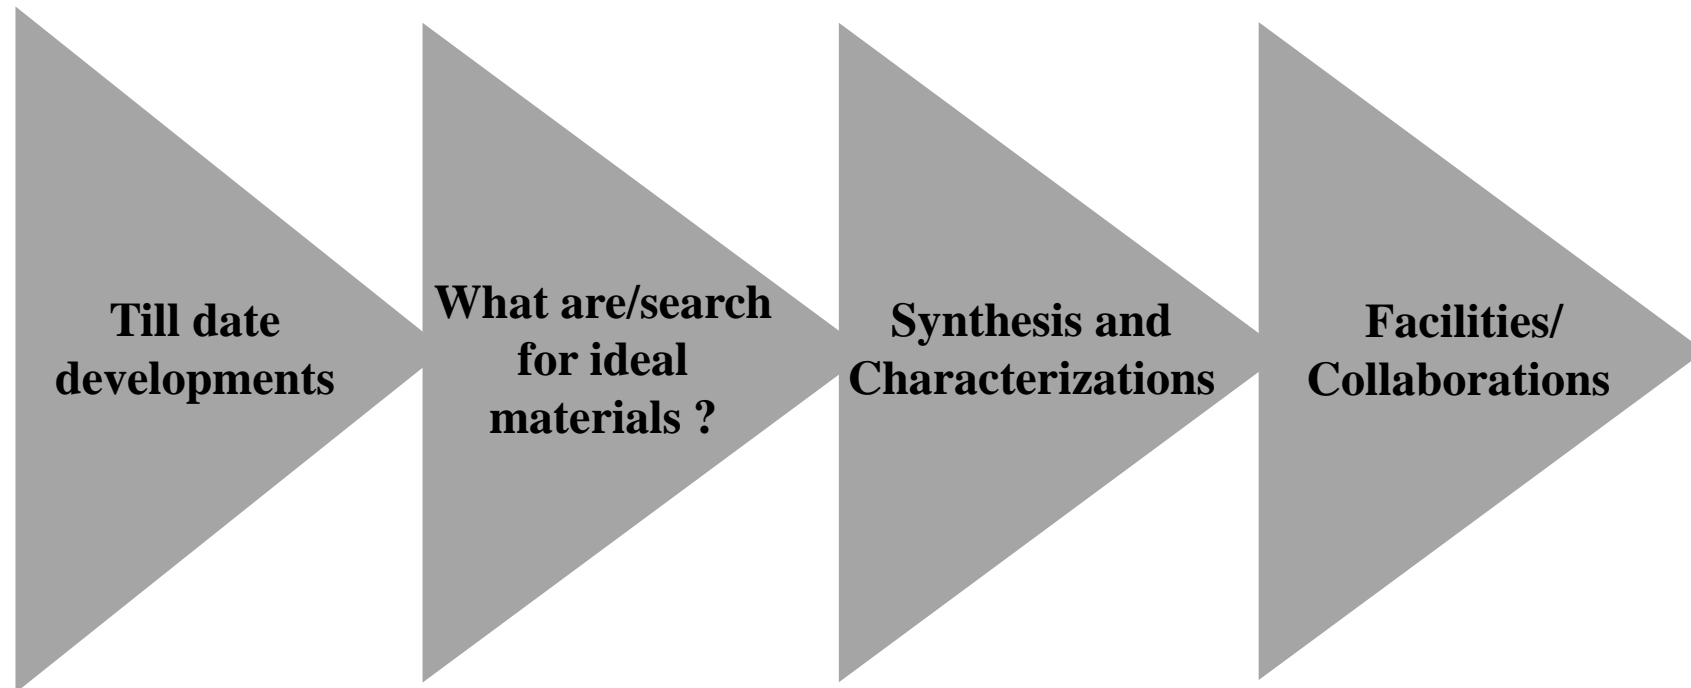 Till date
developments
What are/search
for ideal
materials ?
Synthesis and
Characterizations
Facilities/
Collaborations